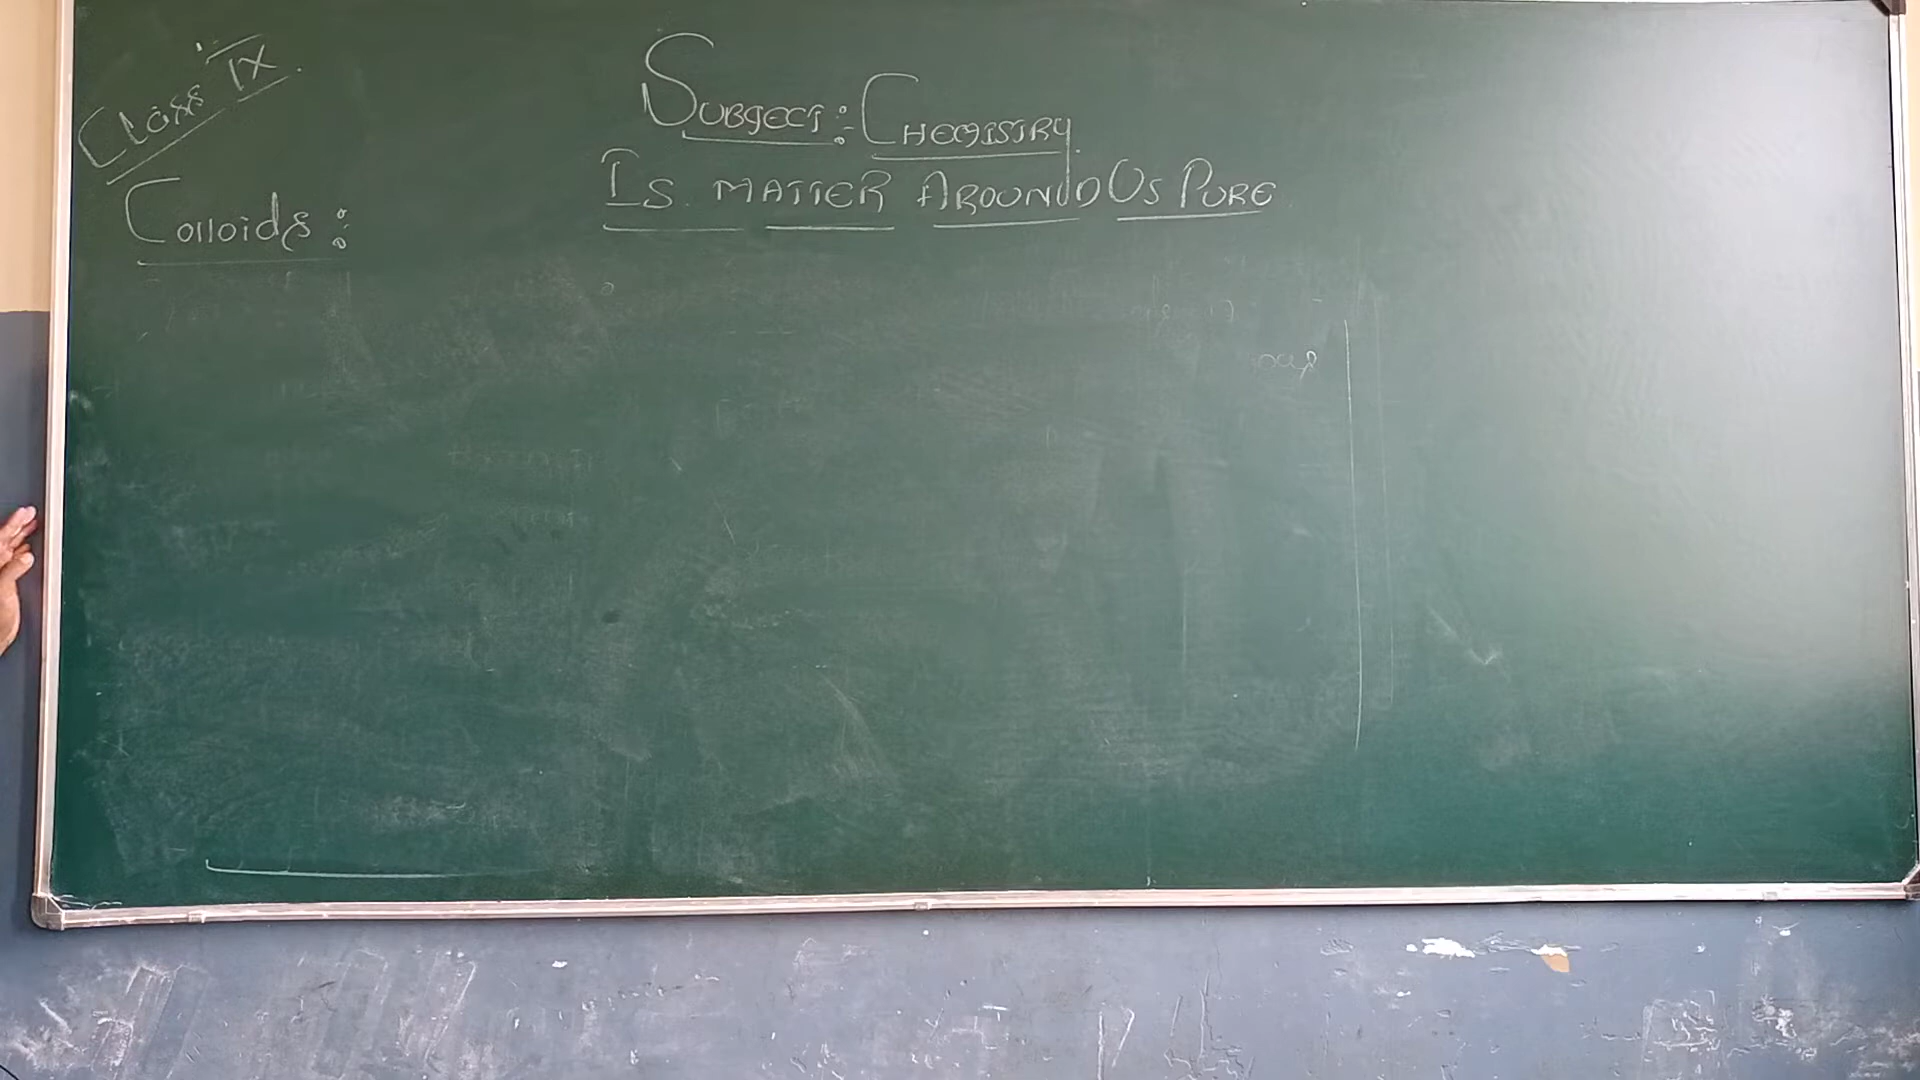 Class IX.
Subject:- Chemistry.
Is matter Around Us Pure
Colloids :